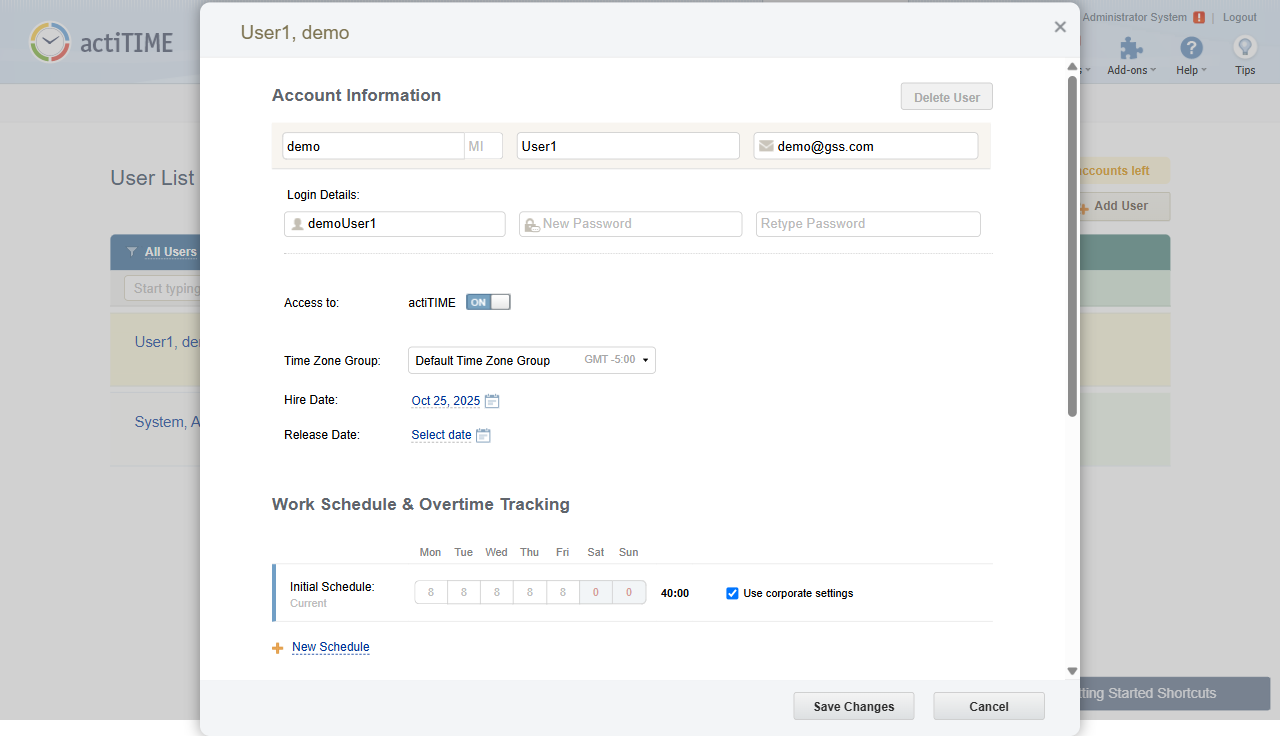 User1, demo
Administrator System ! | Logout
actiTIME
Add-ons
Help
Tips
Account Information
Delete User
demo
MI
User1
demo@gss.com
accounts left
User List
Login Details:
Add User
demoUser1
New Password
Retype Password
All Users
Start typing
Access to:
actiTIME
ON
User1, de
Time Zone Group:
Default Time Zone Group
GMT -5:00
Hire Date:
Oct 25, 2025
System, A
Release Date:
Select date
Work Schedule & Overtime Tracking
Mon Tue Wed Thu Fri Sat Sun
Initial Schedule:
8 8 8 8 8 0 0
40:00
Use corporate settings
Current
New Schedule
tting Started Shortcuts
Save Changes
Cancel